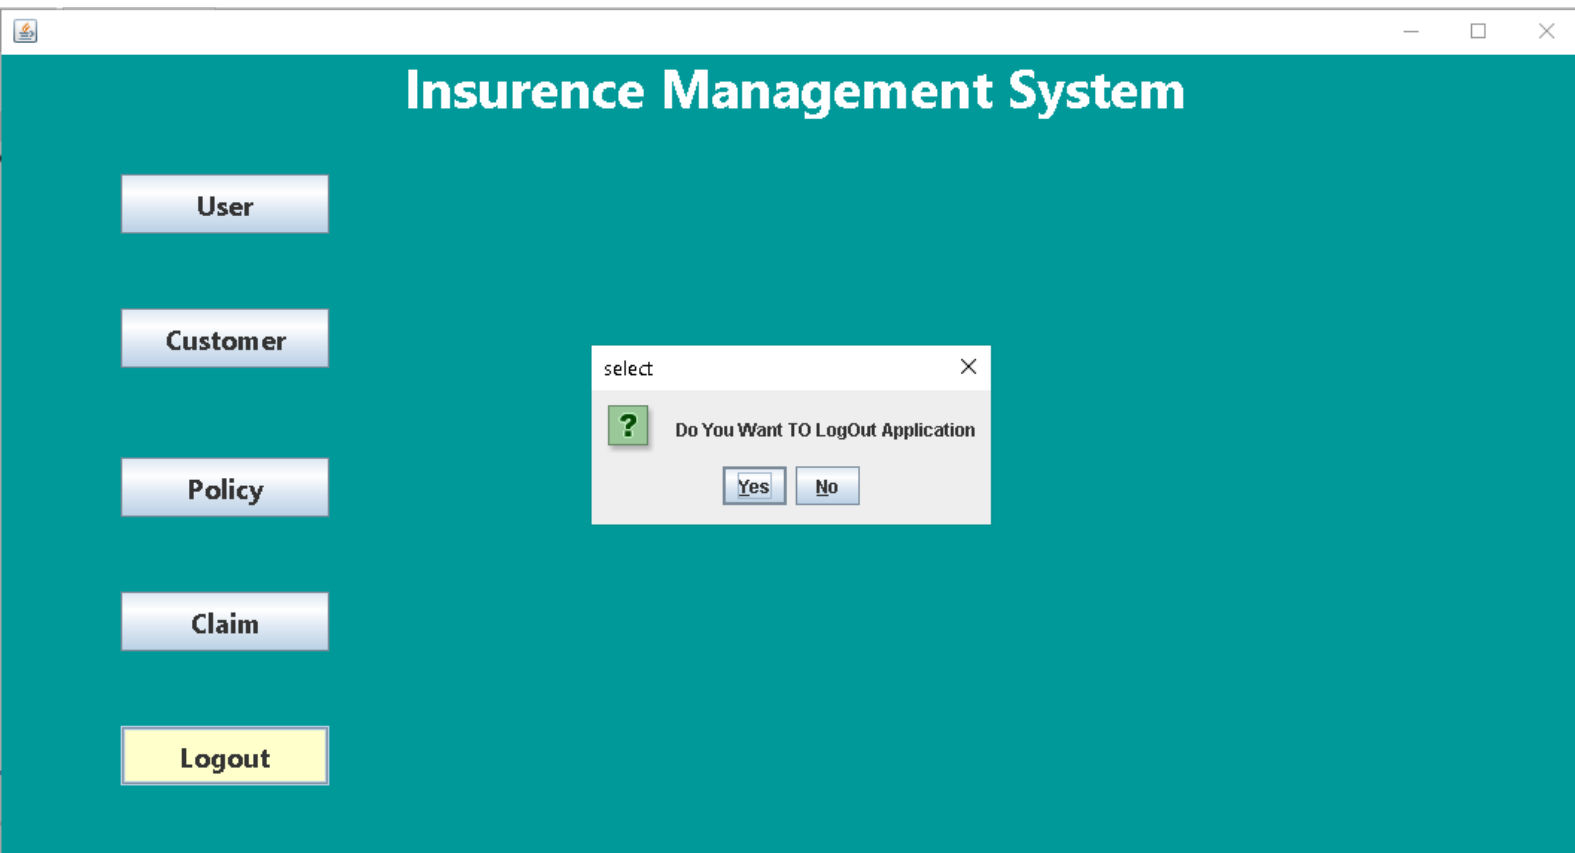 Insurence Management System
User
Customer
select
?
Do You Want TO LogOut Application
Yes No
Policy
Claim
Logout